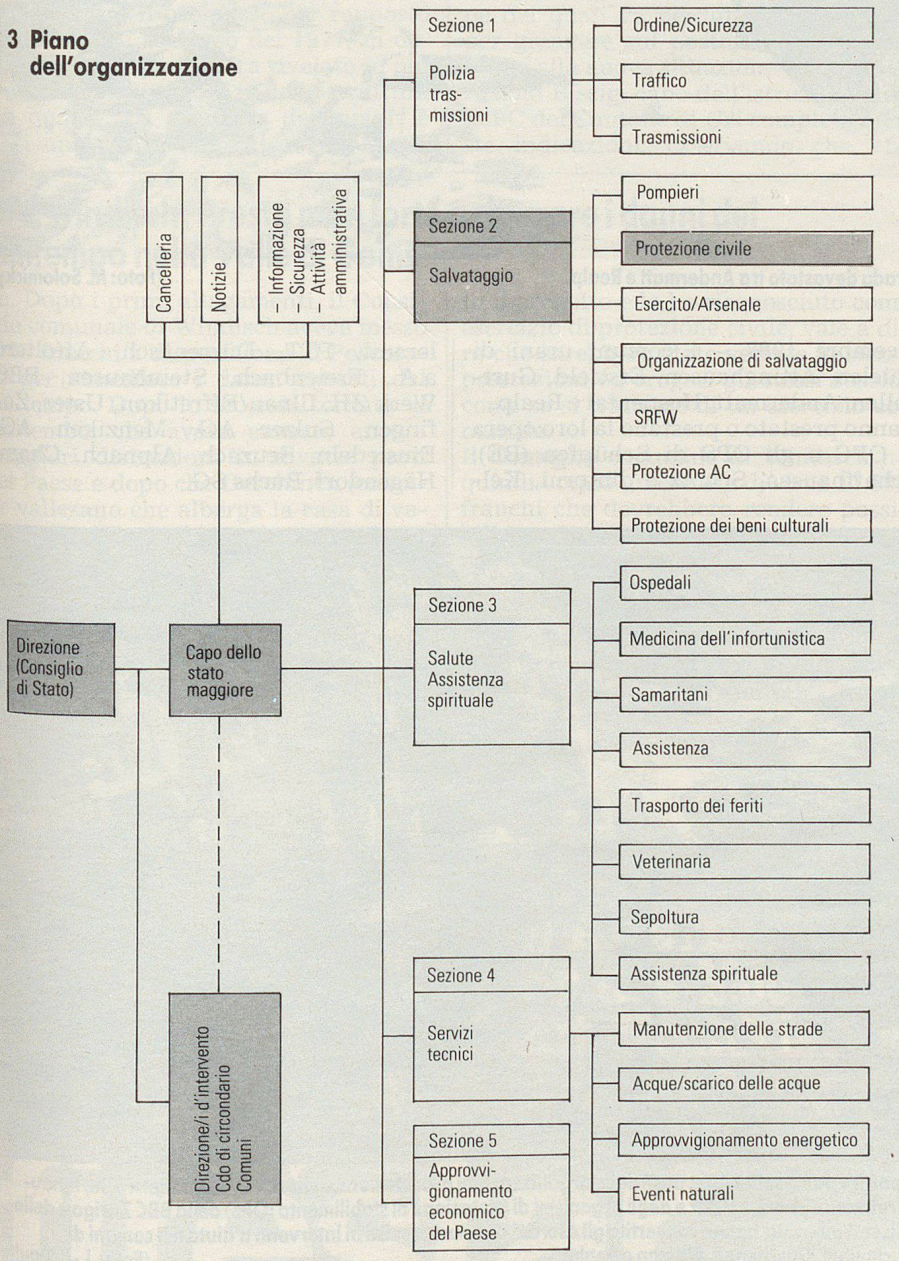 3 Piano
dell'organizzazione
Sezione 1
Polizia
tras-
missioni
Ordine/Sicurezza
Traffico
Trasmissioni
Cancelleria
Notizie
– Informazione
– Sicurezza
– Attività
amministrativa
Sezione 2
Salvataggio
Pompieri
Protezione civile
Esercito/Arsenale
Organizzazione di salvataggio
SRFW
Protezione AC
Protezione dei beni culturali
Direzione
(Consiglio
di Stato)
Capo dello
stato
maggiore
Sezione 3
Salute
Assistenza
spirituale
Ospedali
Medicina dell'infortunistica
Samaritani
Assistenza
Trasporto dei feriti
Veterinaria
Sepoltura
Assistenza spirituale
Direzione/i d'intervento
Cdo di circondario
Comuni
Sezione 4
Servizi
tecnici
Manutenzione delle strade
Acque/scarico delle acque
Approvvigionamento energetico
Eventi naturali
Sezione 5
Approvvi-
gionamento
economico
del Paese